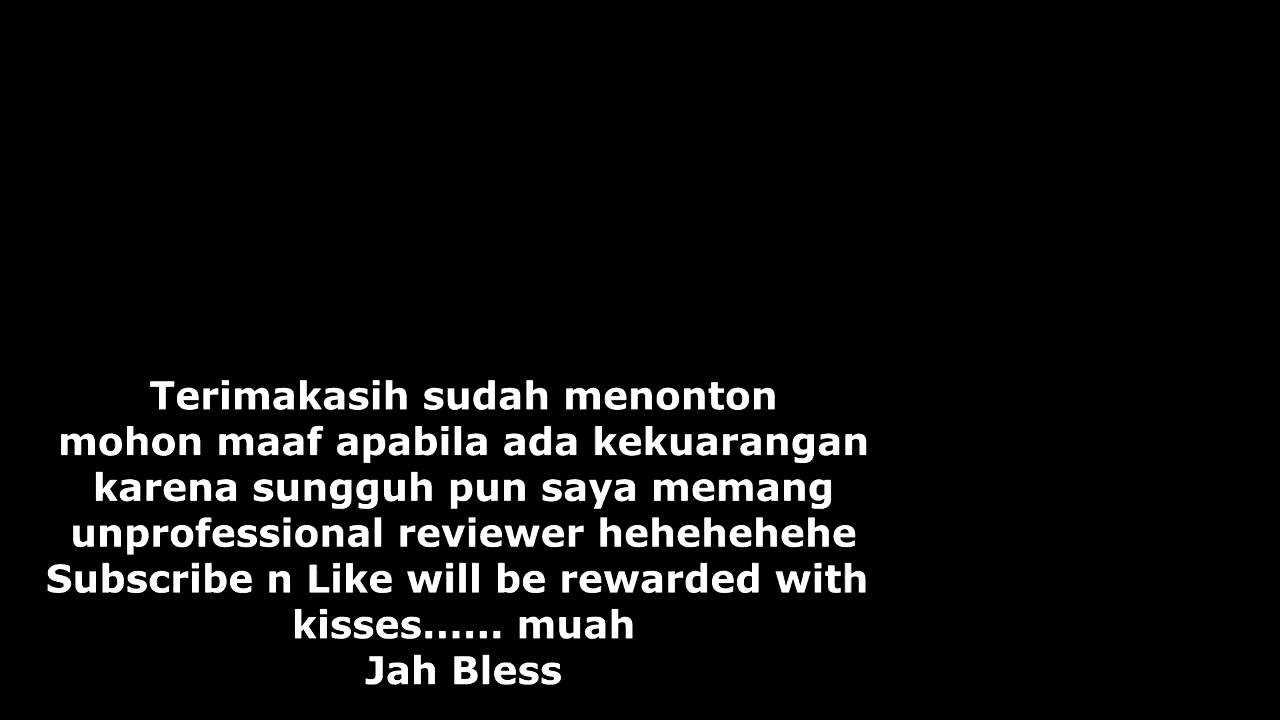 Terimakasih sudah menonton
mohon maaf apabila ada kekuarangan
karena sungguh pun saya memang
unprofessional reviewer hehehehehe
Subscribe n Like will be rewarded with
kisses...... muah
Jah Bless